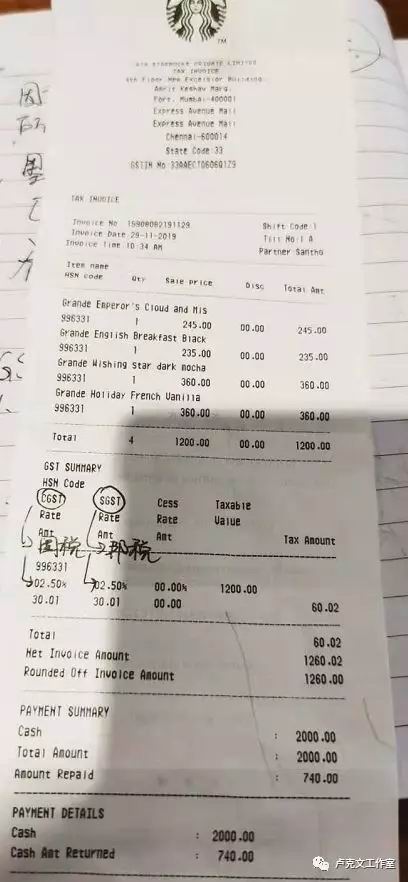 TM
TATA STARBUCKS PRIVATE LIMITED
TAX INVOICE
4th Floor New Excelsior Building,
Amrit Keshav Marg,
Fort, Mumbai-400001
Express Avenue Mall
Express Avenue Mall
Chennai-600014
State Code 33
GSTIN No 33AAECT0606Q1Z9
TAX INVOICE
Invoice No 15908082191129 Shift Code 1
Invoice Date 29-11-2019 Till No 1 A
Invoice Time 10:34 AM Partner Santho
Item name
HSN code Qty Sale price Disc Total Amt
Grande Emperor's Cloud and Mis
996331 1 245.00 00.00 245.00
Grande English Breakfast Black
996331 1 235.00 00.00 235.00
Grande Wishing star dark mocha
996331 1 360.00 00.00 360.00
Grande Holiday French Vanilla
996331 1 360.00 00.00 360.00
Total 4 1200.00 00.00 1200.00
GST SUMMARY
HSN Code
CGST SGST Cess Taxable
Rate Rate Rate Value
Amt Amt Amt Tax Amount
国税 邦税
996331
02.50% 02.50% 00.00% 1200.00
30.01 30.01 00.00 60.02
Total 60.02
Net Invoice Amount 1260.02
Rounded Off Invoice Amount 1260.00
PAYMENT SUMMARY
Cash : 2000.00
Total Amount : 2000.00
Amount Repaid : 740.00
PAYMENT DETAILS
Cash : 2000.00
Cash Amt Returned : 740.00
卢克文工作室